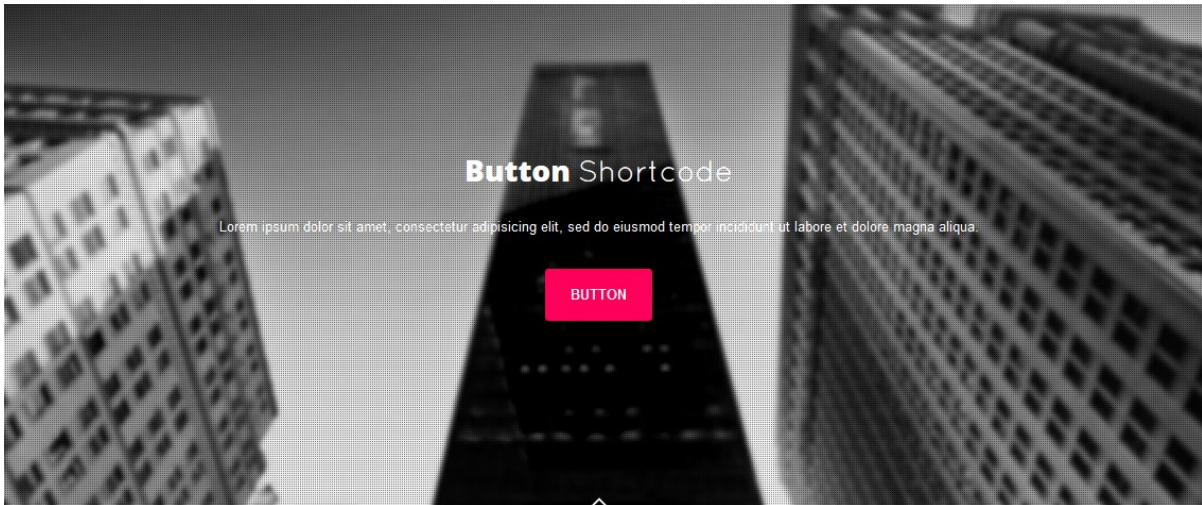 Button Shortcode
Lorem ipsum dolor sit amet, consectetur adipisicing elit, sed do eiusmod tempor incididunt ut labore et dolore magna aliqua.
BUTTON